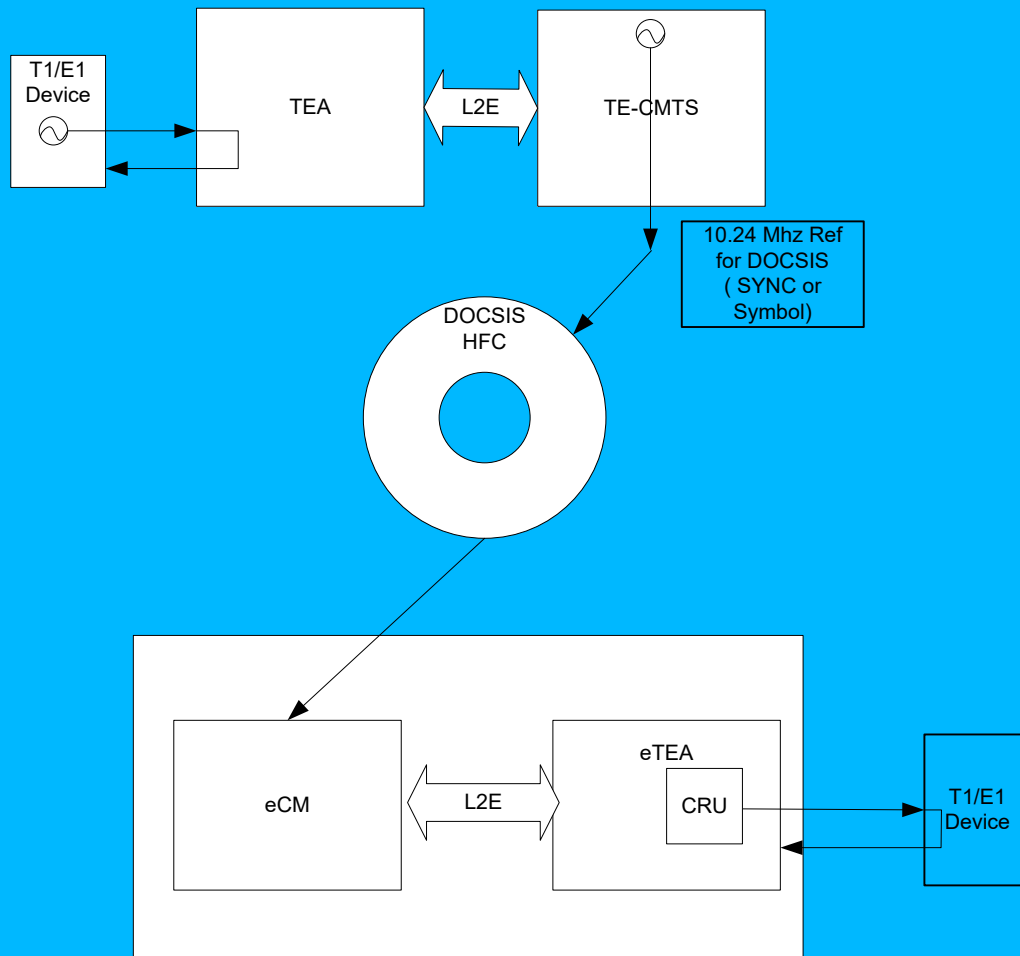 T1/E1
Device
TEA
L2E
TE-CMTS
10.24 Mhz Ref
for DOCSIS
( SYNC or
Symbol)
DOCSIS
HFC
eCM
L2E
eTEA
CRU
T1/E1
Device